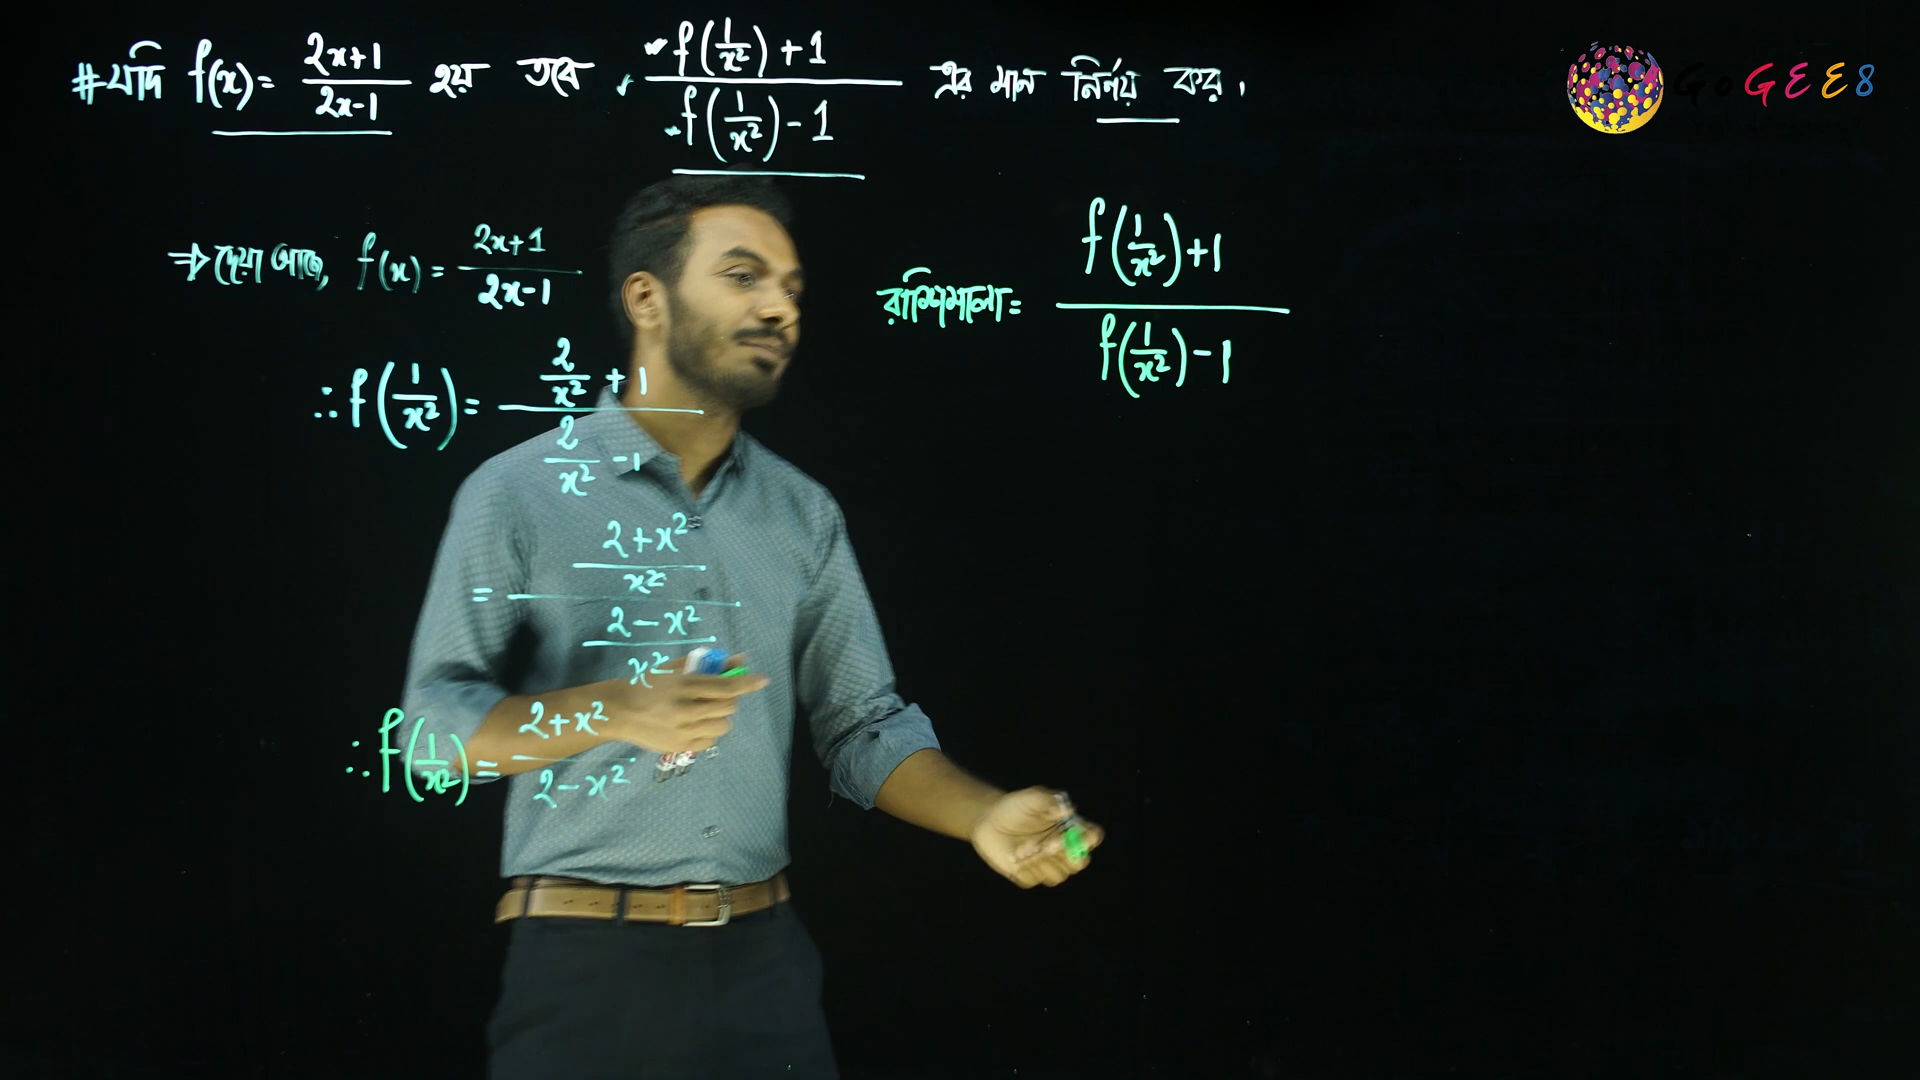 # যদি f(x) = (2x+1)/(2x-1) হয় তবে (f(1/x²)+1)/(f(1/x²)-1) এর মান নির্ণয় কর।
⇒ দেয়া আছে, f(x) = (2x+1)/(2x-1)
∴ f(1/x²) = (2/x² + 1)/(2/x² - 1)
= ((2+x²)/x²)/((2-x²)/x²)
∴ f(1/x²) = (2+x²)/(2-x²)
রাশিমালা = (f(1/x²)+1)/(f(1/x²)-1)
GoGEE8